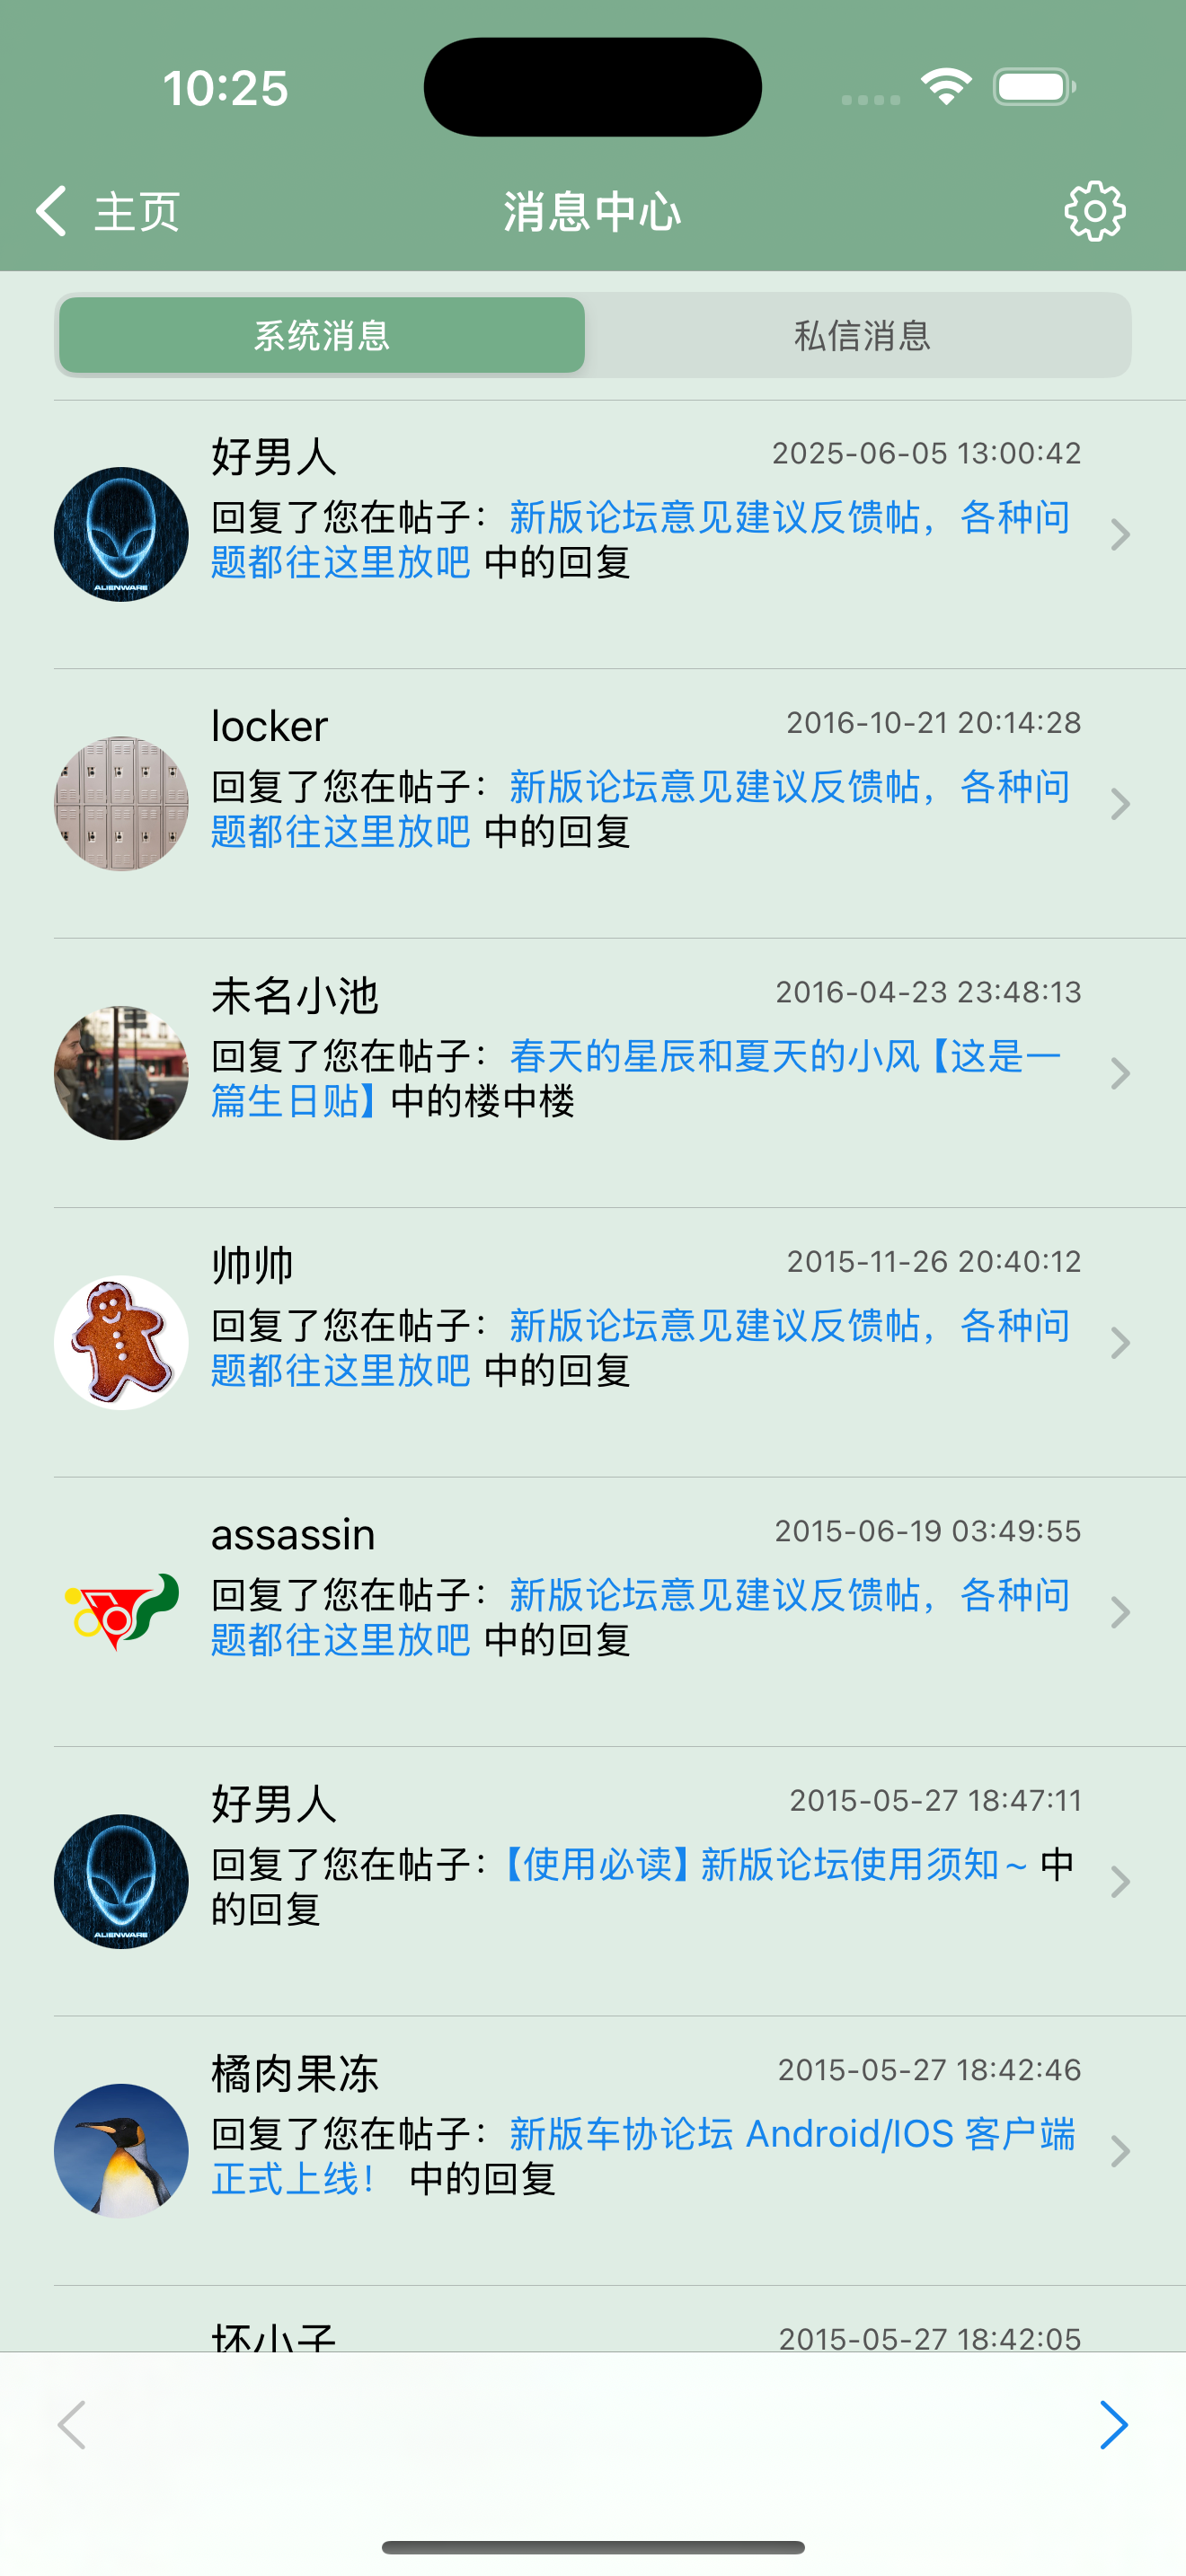 10:25
主页
消息中心
系统消息
私信消息
好男人
2025-06-05 13:00:42
回复了您在帖子：新版论坛意见建议反馈帖，各种问
题都往这里放吧 中的回复
ALIENWARE
locker
2016-10-21 20:14:28
回复了您在帖子：新版论坛意见建议反馈帖，各种问
题都往这里放吧 中的回复
未名小池
2016-04-23 23:48:13
回复了您在帖子：春天的星辰和夏天的小风【这是一
篇生日贴】中的楼中楼
帅帅
2015-11-26 20:40:12
回复了您在帖子：新版论坛意见建议反馈帖，各种问
题都往这里放吧 中的回复
assassin
2015-06-19 03:49:55
回复了您在帖子：新版论坛意见建议反馈帖，各种问
题都往这里放吧 中的回复
好男人
2015-05-27 18:47:11
回复了您在帖子：【使用必读】新版论坛使用须知～ 中
的回复
ALIENWARE
橘肉果冻
2015-05-27 18:42:46
回复了您在帖子：新版车协论坛 Android/IOS 客户端
正式上线！ 中的回复
坏小子
2015-05-27 18:42:05